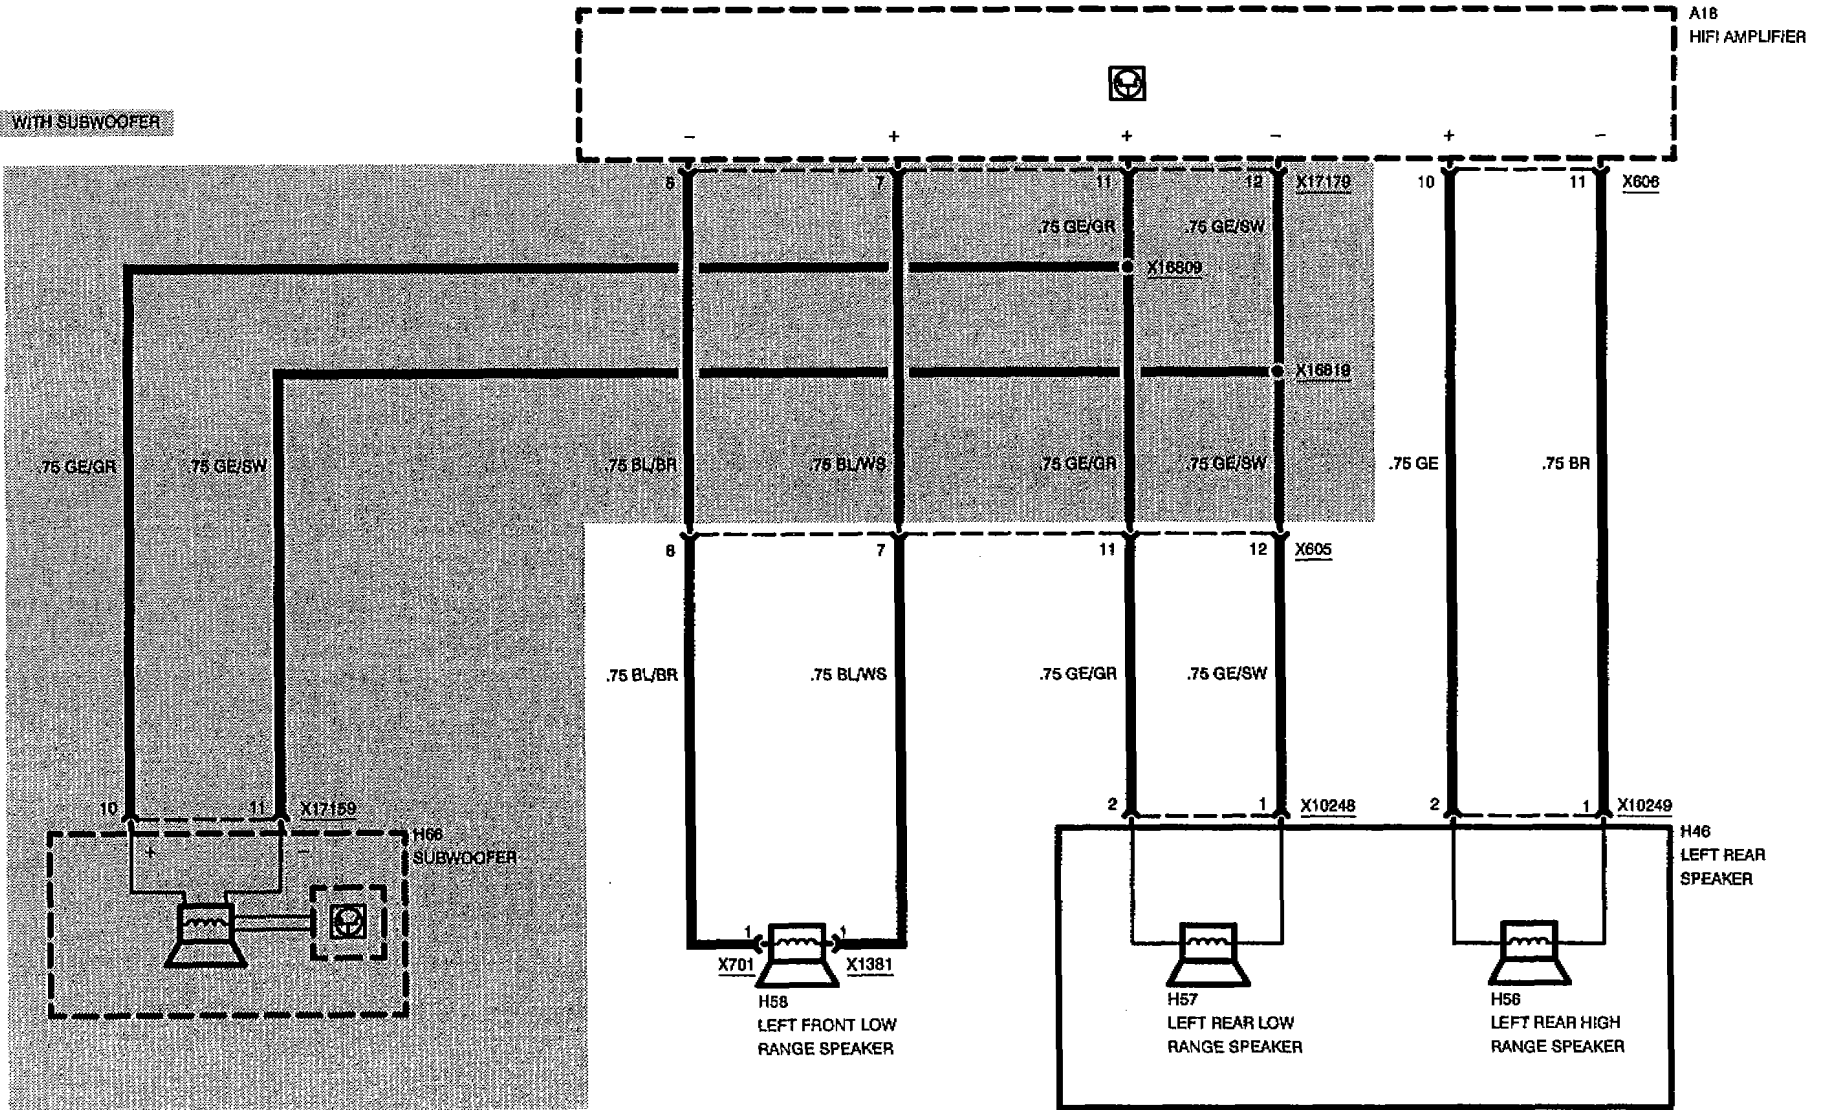 A18
HIFI AMPLIFIER
WITH SUBWOOFER
− + + − + −
8 7 11 12 X17179 10 11 X606
.75 GE/GR .75 GE/SW
X16809
X16819
.75 GE/GR .75 GE/SW .75 BL/BR .75 BL/WS .75 GE/GR .75 GE/SW .75 GE .75 BR
8 7 11 12 X605
.75 BL/BR .75 BL/WS .75 GE/GR .75 GE/SW
10 11 X17159 2 1 X10248 2 1 X10249
H66
SUBWOOFER
+ −
H46
LEFT REAR
SPEAKER
1 1
X701 X1381
H58
LEFT FRONT LOW
RANGE SPEAKER
H57
LEFT REAR LOW
RANGE SPEAKER
H56
LEFT REAR HIGH
RANGE SPEAKER